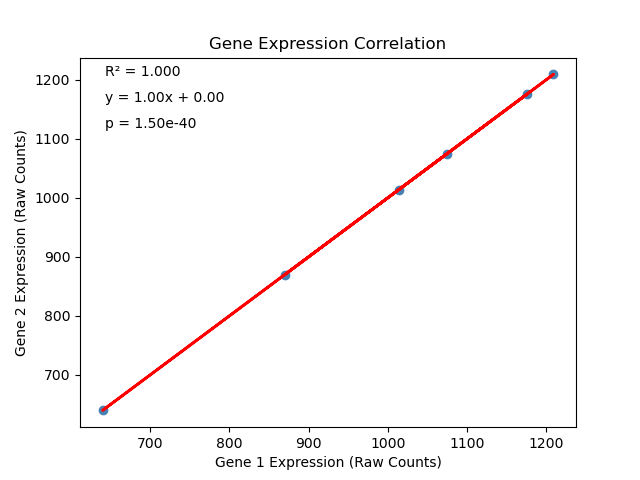 Gene Expression Correlation
R² = 1.000
y = 1.00x + 0.00
p = 1.50e-40
1200
1100
1000
900
800
700
Gene 2 Expression (Raw Counts)
700 800 900 1000 1100 1200
Gene 1 Expression (Raw Counts)